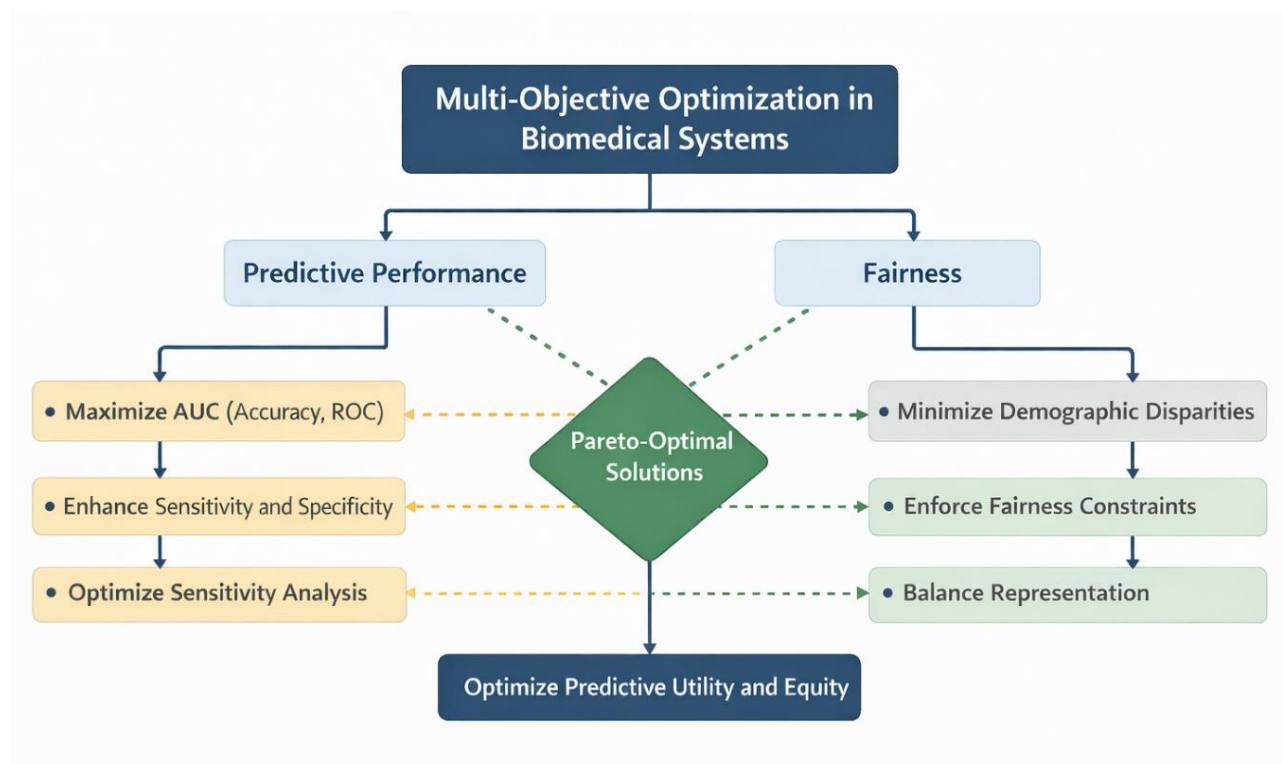 Multi-Objective Optimization in
Biomedical Systems
Predictive Performance
Fairness
• Maximize AUC (Accuracy, ROC)
• Minimize Demographic Disparities
Pareto-Optimal
Solutions
• Enhance Sensitivity and Specificity
• Enforce Fairness Constraints
• Optimize Sensitivity Analysis
• Balance Representation
Optimize Predictive Utility and Equity